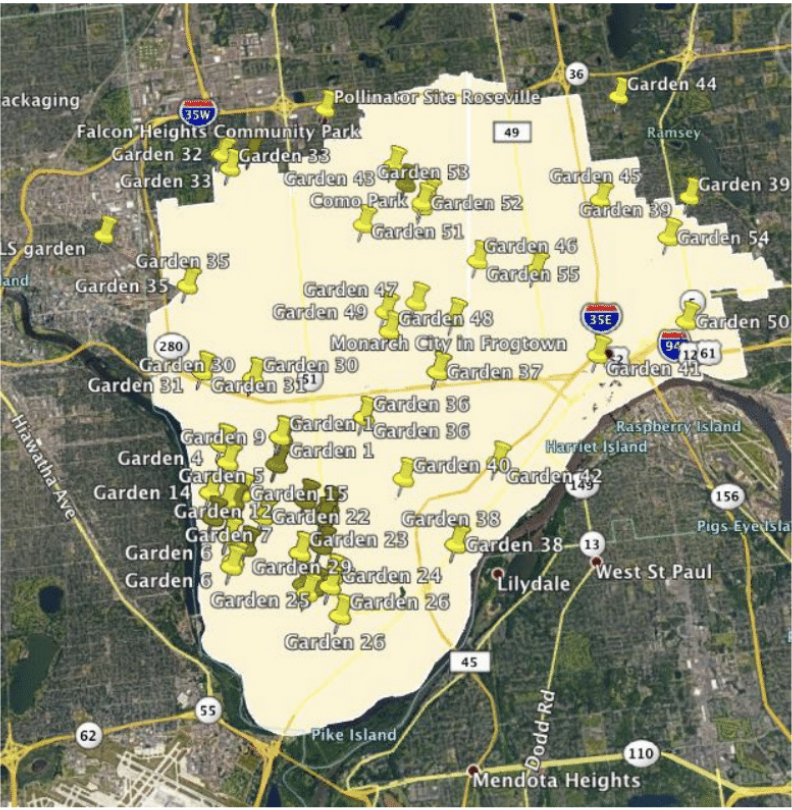 36
Garden 44
ackaging
Pollinator Site Roseville
35W
49
Falcon Heights Community Park
Ramsey
Garden 32
Garden 33
Garden 33
Garden 43
Garden 53
Garden 45
Garden 39
Como Park
Garden 52
Garden 39
Garden 51
Garden 54
LS garden
Garden 46
Garden 35
Garden 55
Garden 35
land
Garden 47
Garden 49
Garden 48
35E
Garden 50
280
Monarch City in Frogtown
94
61
Garden 30
Garden 30
Garden 37
Garden 41
Garden 31
Garden 31
51
Garden 36
Garden 36
Raspberry Island
Garden 9
Garden 1
Harriet Island
Hiawatha Ave
Garden 4
Garden 1
Garden 40
Garden 42
Garden 5
149
156
Garden 14
Garden 15
Garden 12
Garden 22
Garden 38
Pigs Eye Isla
Garden 7
Garden 23
Garden 38
13
Garden 6
Garden 29
Garden 24
Lilydale
West St Paul
Garden 6
Garden 25
Garden 26
Garden 26
45
55
62
Pike Island
Dodd Rd
110
Mendota Heights